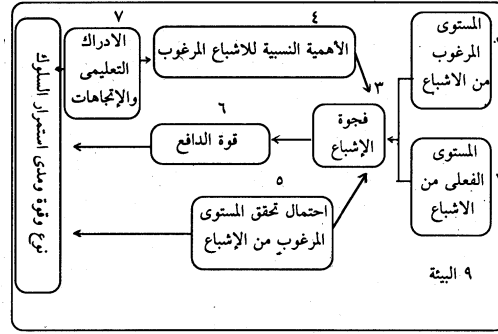 المستوى
المرغوب
من الاشباع
المستوى
الفعلى من
الاشباع
٣
فجوة
الإشباع
٤
الأهمية النسبية للاشباع المرغوب
٥
احتمال تحقق المستوى
المرغوب من الإشباع
٦
قوة الدافع
٧
الادراك
التعليمى
والإتجاهات
نوع وقوة ومدى استمرار السلوك
٩ البيئة